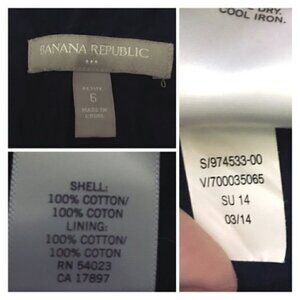 BANANA REPUBLIC
PETITE
6
MADE IN
CHINA
DRY.
COOL IRON.
SHELL:
100% COTTON/
100% COTON
LINING:
100% COTTON/
100% COTON
RN 54023
CA 17897
S/974533-00
V/700035065
SU 14
03/14